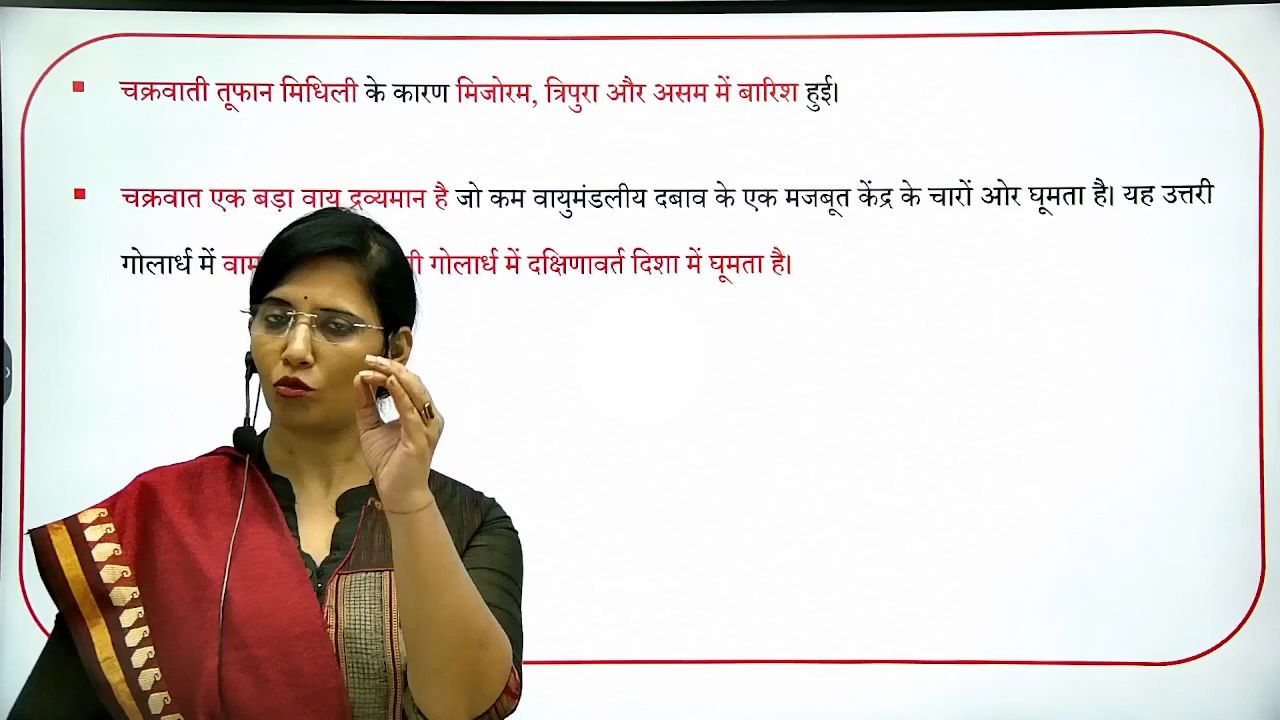 चक्रवाती तूफान मिधिली के कारण मिजोरम, त्रिपुरा और असम में बारिश हुई।
चक्रवात एक बड़ा वायु द्रव्यमान है जो कम वायुमंडलीय दबाव के एक मजबूत केंद्र के चारों ओर घूमता है। यह उत्तरी
गोलार्ध में गोलार्ध में दक्षिणावर्त दिशा में घूमता है।